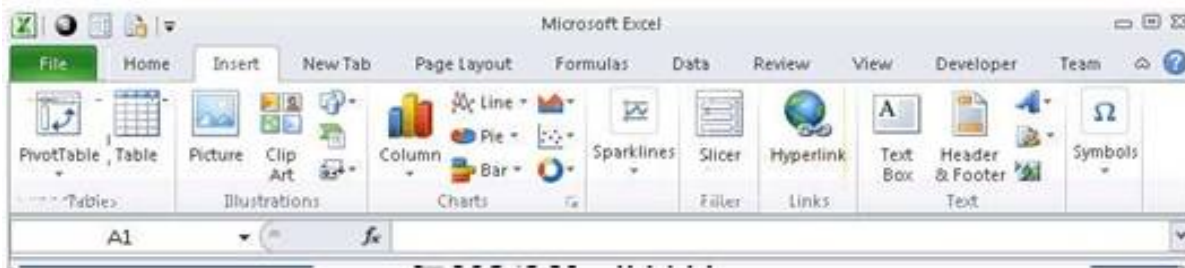 Microsoft Excel
File Home Insert New Tab Page Layout Formulas Data Review View Developer Team
PivotTable Table Picture Clip Art Column Line Pie Bar Sparklines Slicer Hyperlink Text Box Header & Footer Symbols
Tables Illustrations Charts Filter Links Text
A1 fx